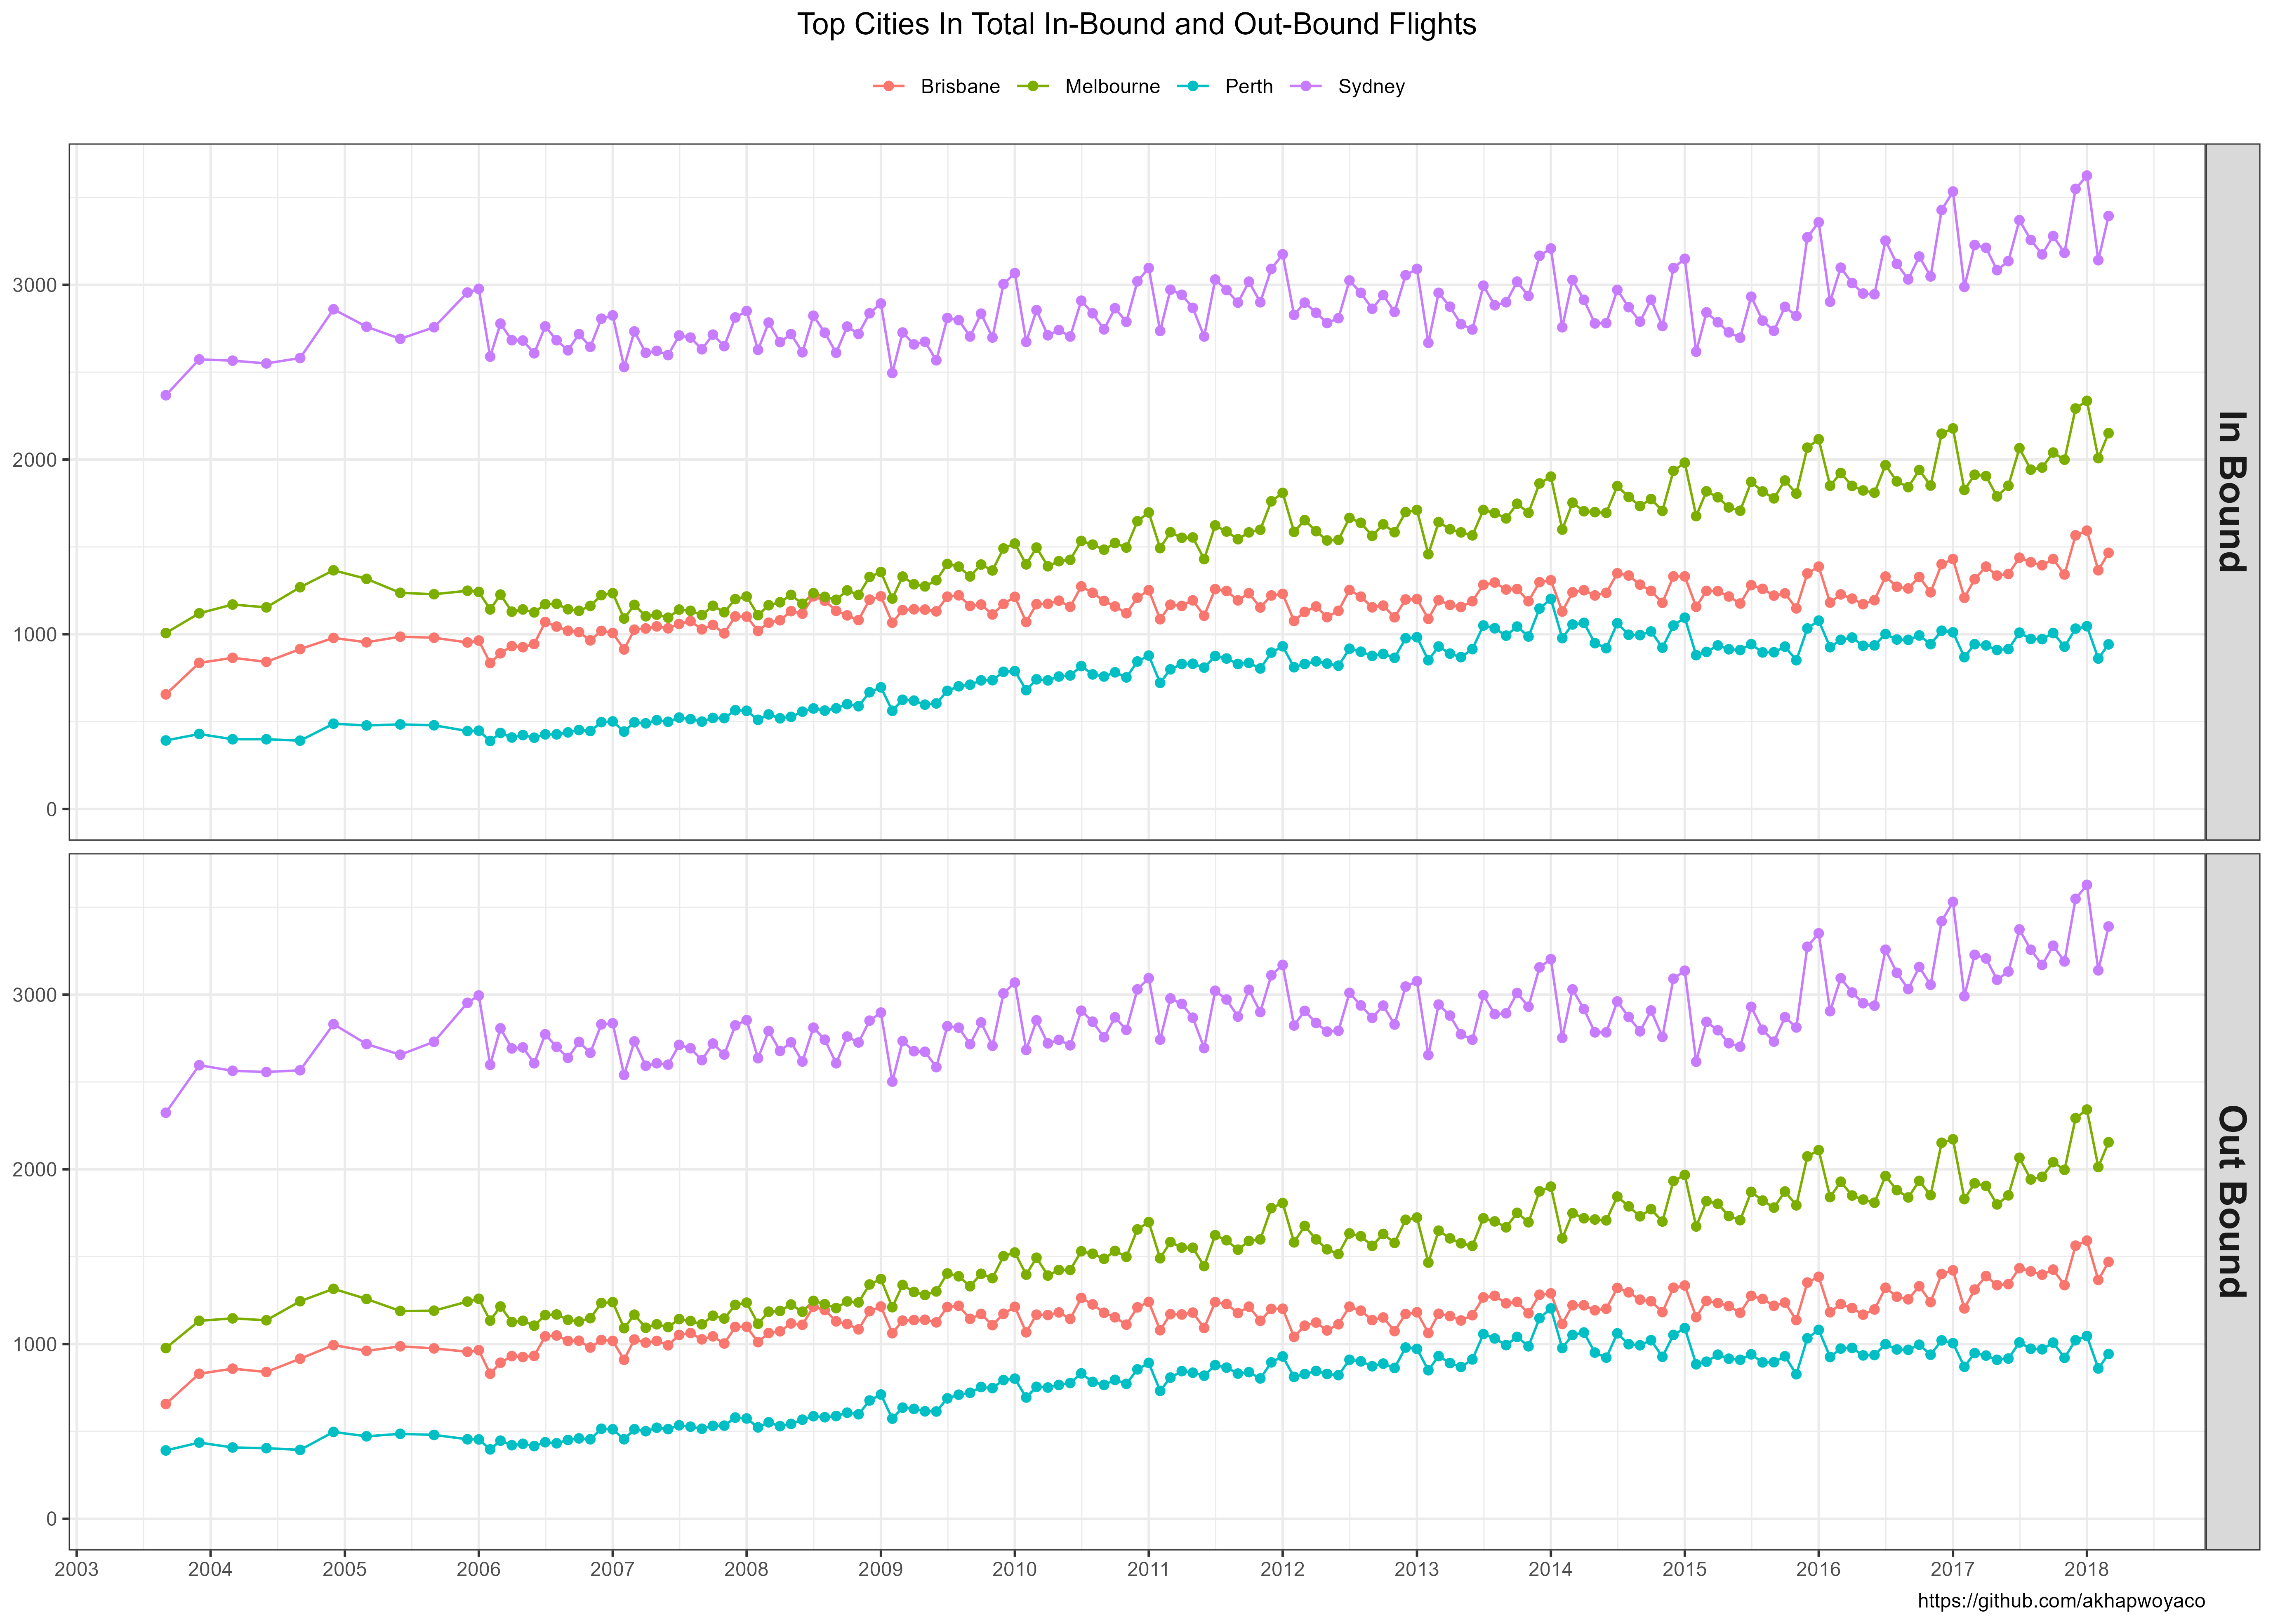 Top Cities In Total In-Bound and Out-Bound Flights
Brisbane Melbourne Perth Sydney
3000
2000
1000
0
In Bound
3000
2000
1000
0
Out Bound
2003 2004 2005 2006 2007 2008 2009 2010 2011 2012 2013 2014 2015 2016 2017 2018
https://github.com/akhapwoyaco